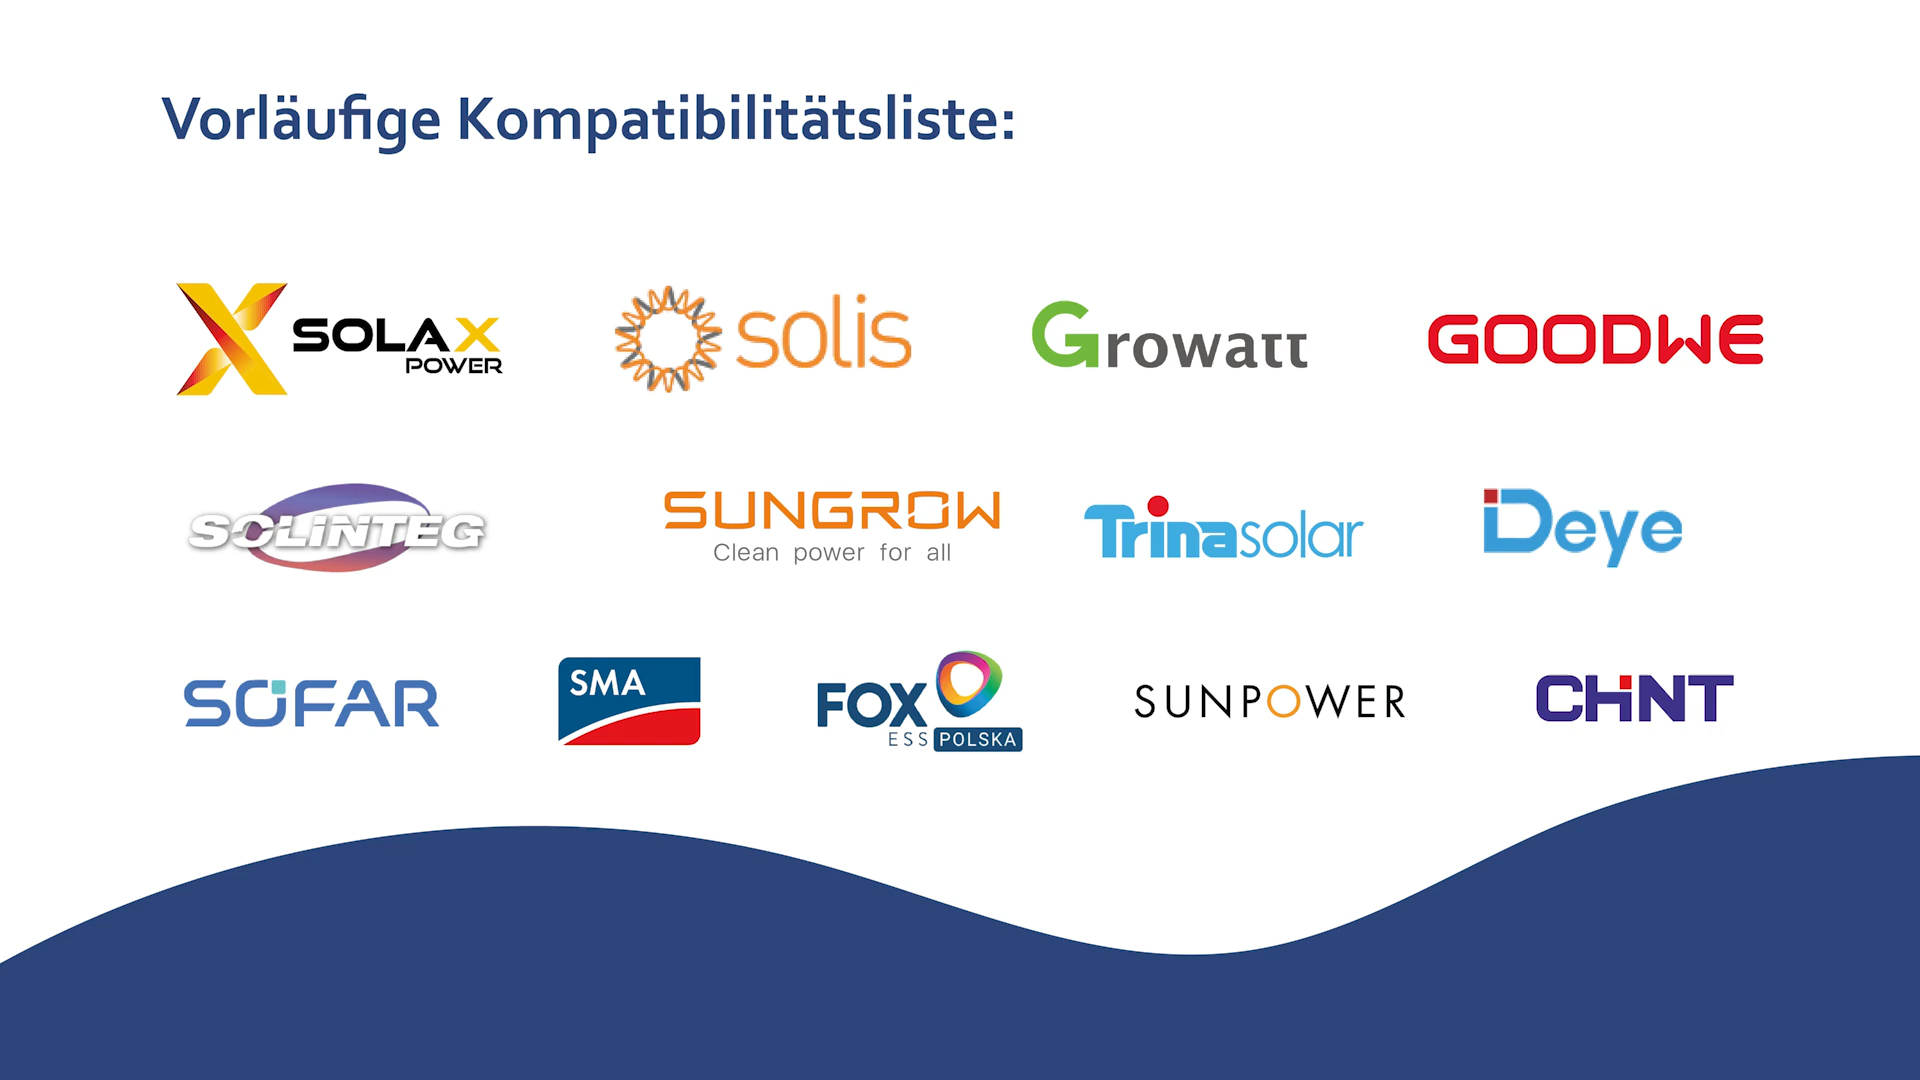 Vorläufige Kompatibilitätsliste:
SOLAX POWER
solis
Growatt
GOODWE
SOLiNTEG
SUNGROW
Clean power for all
Trinasolar
Deye
SOFAR
SMA
FOX
ESS POLSKA
SUNPOWER
CHiNT